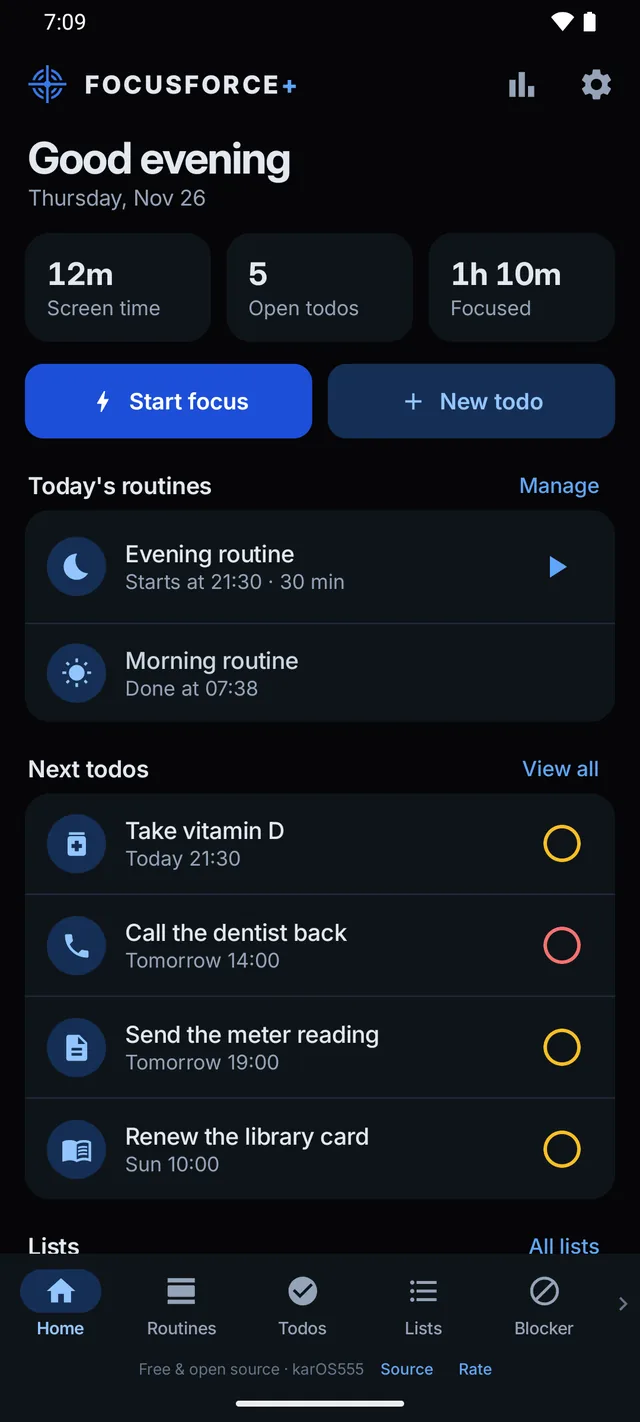 7:09
FOCUSFORCE+
Good evening
Thursday, Nov 26
12m
Screen time
5
Open todos
1h 10m
Focused
Start focus
New todo
Today's routines
Manage
Evening routine
Starts at 21:30 · 30 min
Morning routine
Done at 07:38
Next todos
View all
Take vitamin D
Today 21:30
Call the dentist back
Tomorrow 14:00
Send the meter reading
Tomorrow 19:00
Renew the library card
Sun 10:00
Lists
All lists
Home
Routines
Todos
Lists
Blocker
Free & open source · karOS555 Source Rate